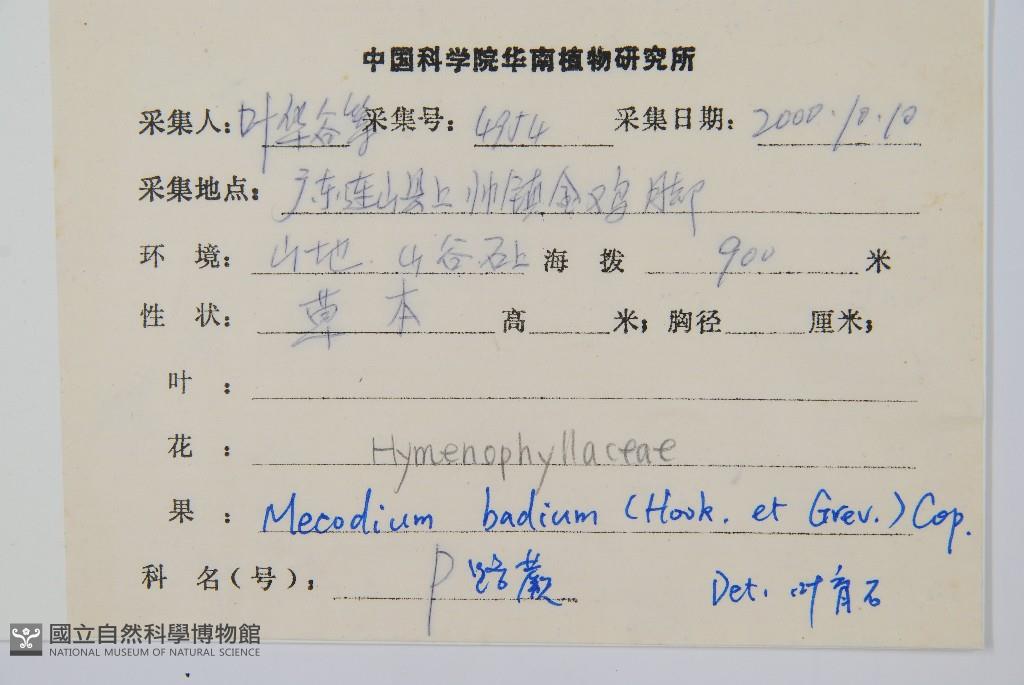 中国科学院华南植物研究所
采集人: 叶华谷等 采集号: 4954 采集日期: 2000.10.10
采集地点: 广东连山县上帅镇金鸡脚
环 境: 山地.山谷石上 海 拨 900 米
性 状: 草本 高 米; 胸径 厘米;
叶 :
花 : Hymenophyllaceae
果 : Mecodium badium (Hook. et Grev.) Cop.
科 名(号): P 蕗蕨 Det. 叶育石
國立自然科學博物館
NATIONAL MUSEUM OF NATURAL SCIENCE